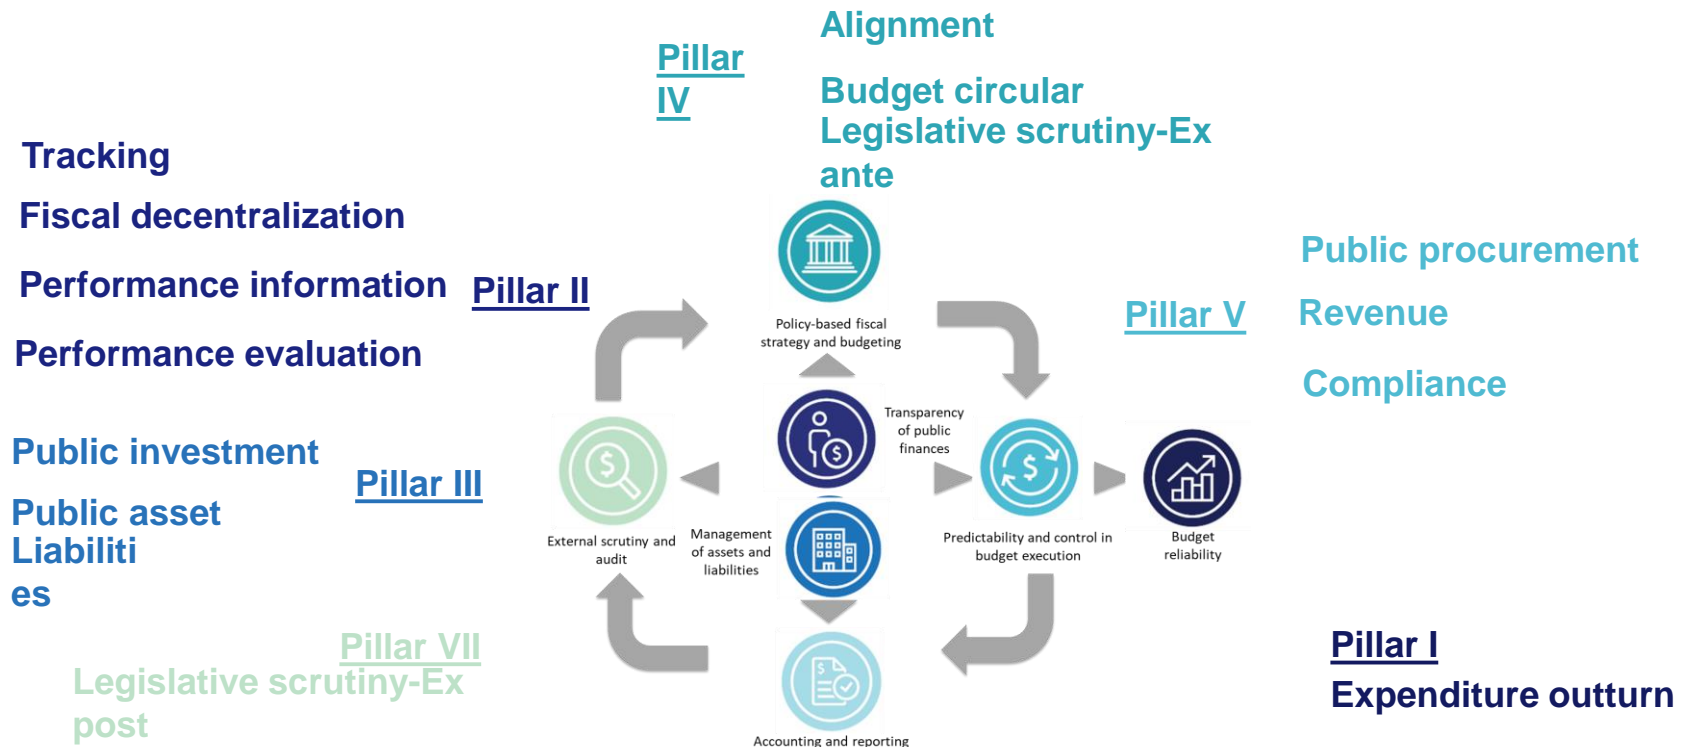 Alignment
Pillar
IV
Budget circular
Legislative scrutiny-Ex
ante
Tracking
Fiscal decentralization
Performance information
Pillar II
Performance evaluation
Public procurement
Pillar V
Revenue
Compliance
Policy-based fiscal
strategy and budgeting
Transparency
of public
finances
Public investment
Pillar III
Public asset
Liabiliti
es
External scrutiny and
audit
Management
of assets and
liabilities
Predictability and control in
budget execution
Budget
reliability
Pillar VII
Legislative scrutiny-Ex
post
Pillar I
Expenditure outturn
Accounting and reporting